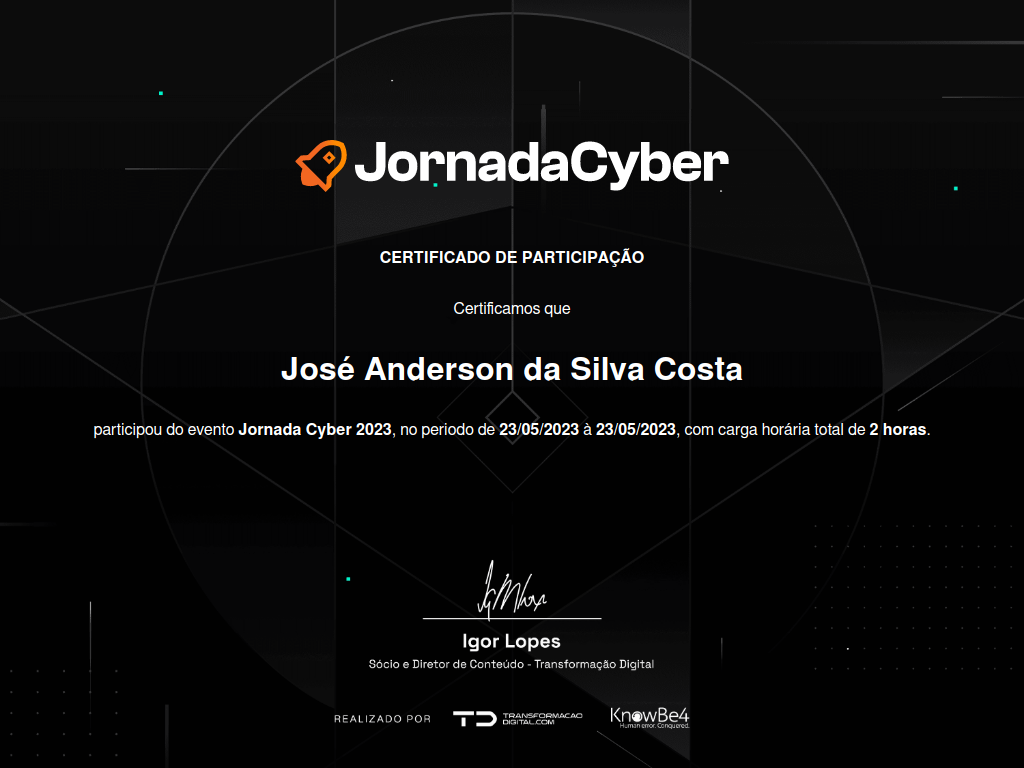 JornadaCyber
CERTIFICADO DE PARTICIPAÇÃO
Certificamos que
José Anderson da Silva Costa
participou do evento Jornada Cyber 2023, no periodo de 23/05/2023 à 23/05/2023, com carga horária total de 2 horas.
Igor Lopes
Sócio e Diretor de Conteúdo - Transformação Digital
REALIZADO POR TD TRANSFORMACAO DIGITAL.COM KnowBe4
Human error. Conquered.